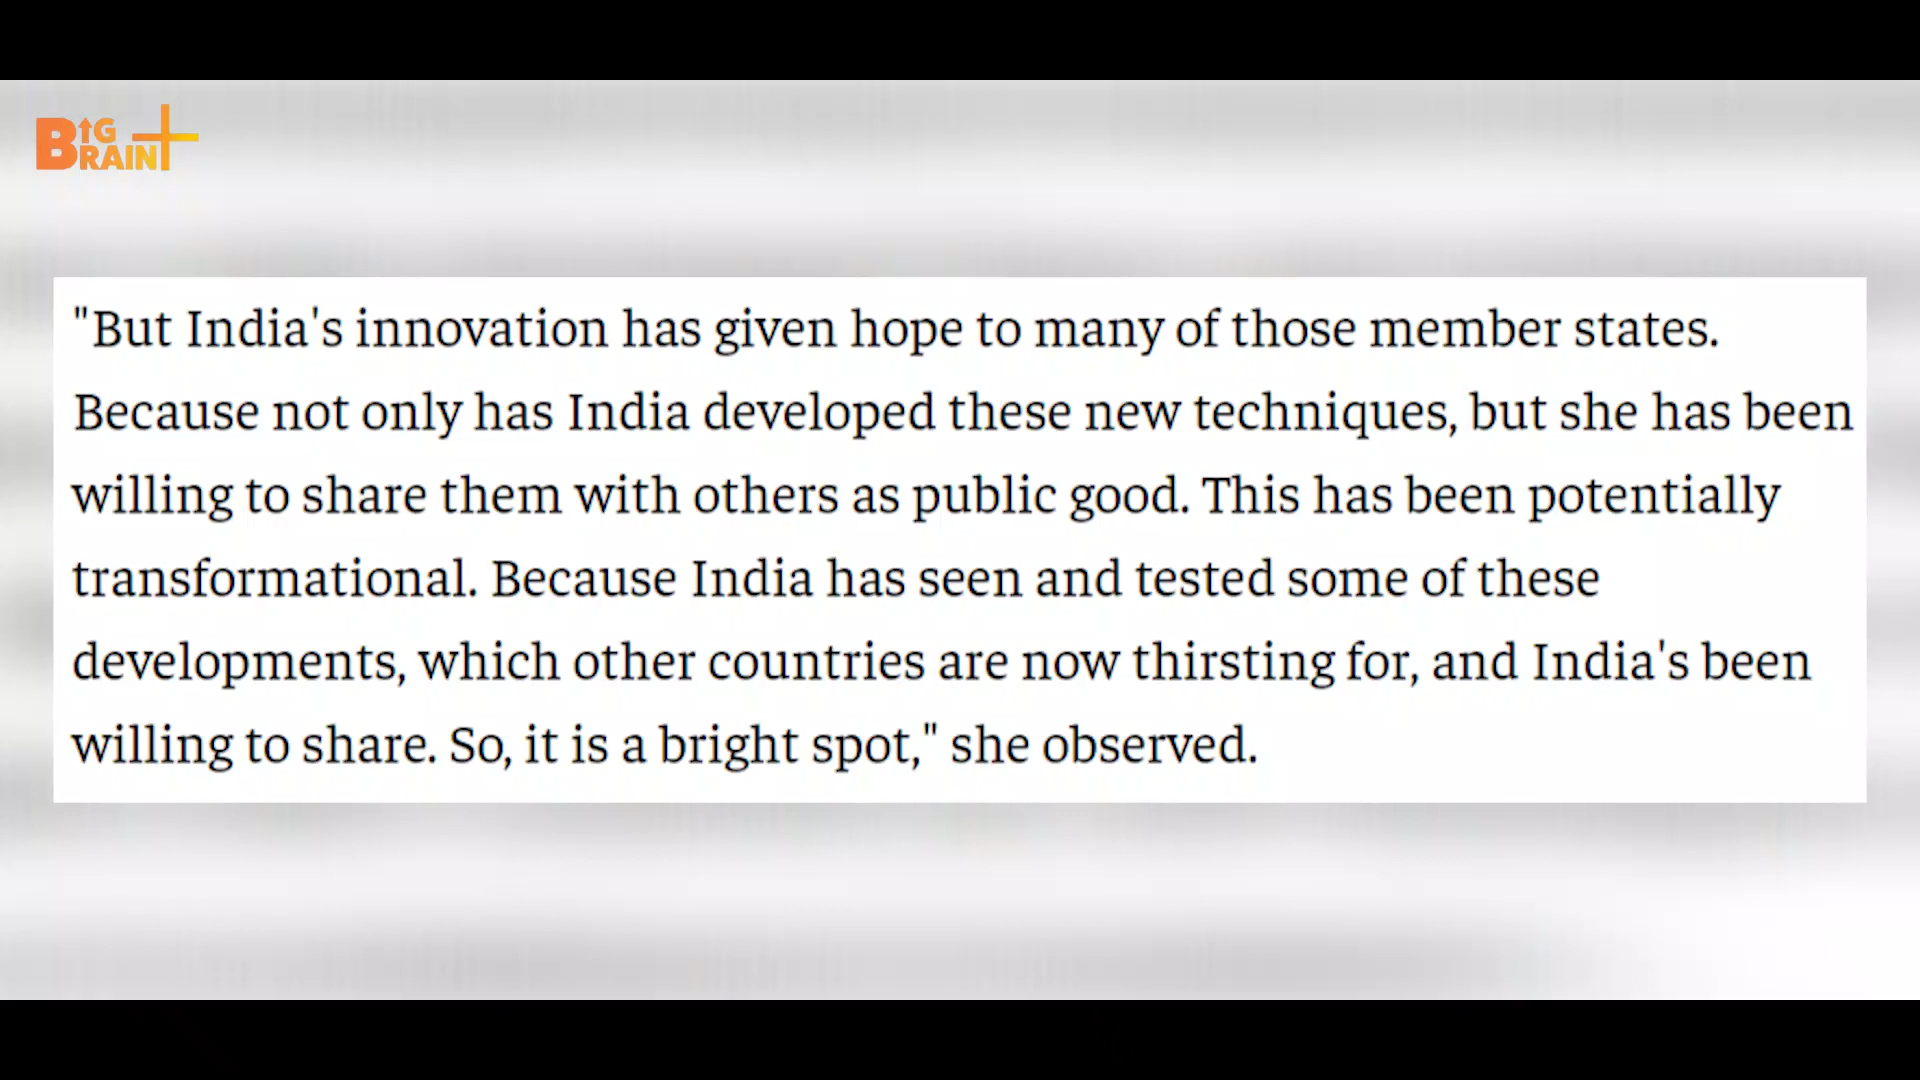 BIG
BRAIN+
"But India's innovation has given hope to many of those member states.
Because not only has India developed these new techniques, but she has been
willing to share them with others as public good. This has been potentially
transformational. Because India has seen and tested some of these
developments, which other countries are now thirsting for, and India's been
willing to share. So, it is a bright spot," she observed.